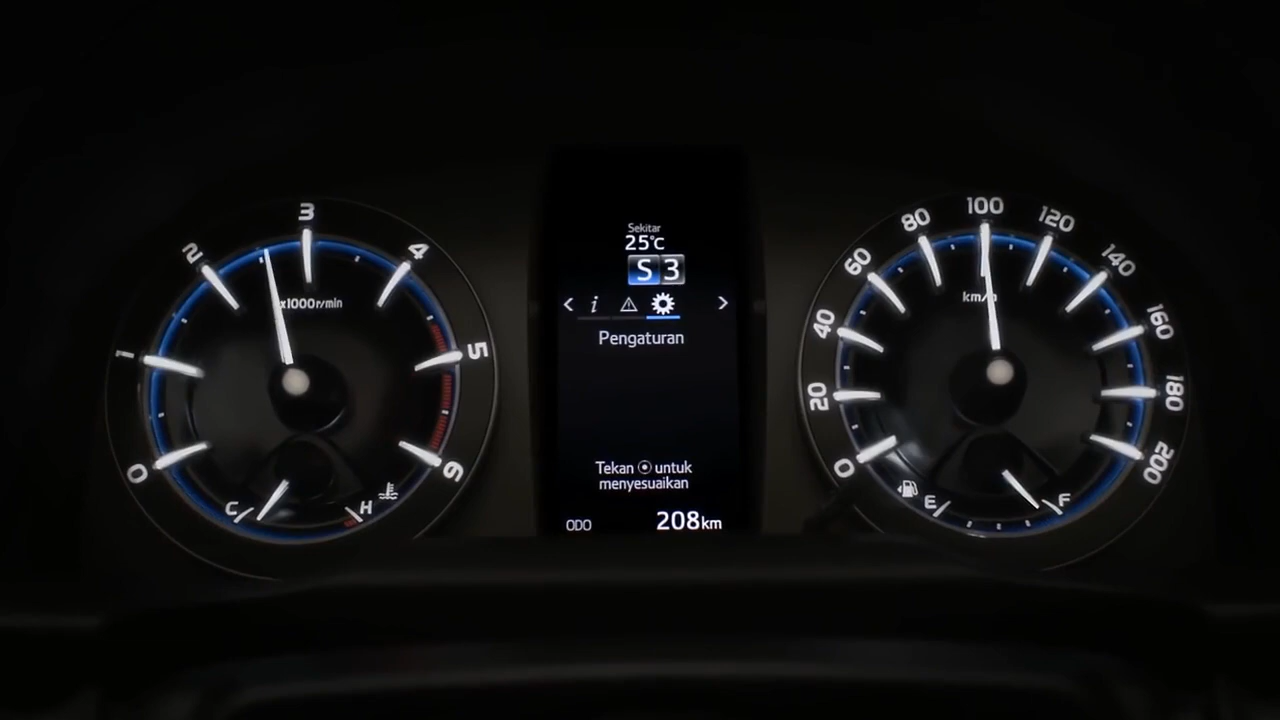 0
1
2
3
4
5
6
x1000r/min
C
H
Sekitar
25°C
S 3
i
Pengaturan
Tekan untuk
menyesuaikan
ODO 208km
0
20
40
60
80
100
120
140
160
180
200
km/h
E
F